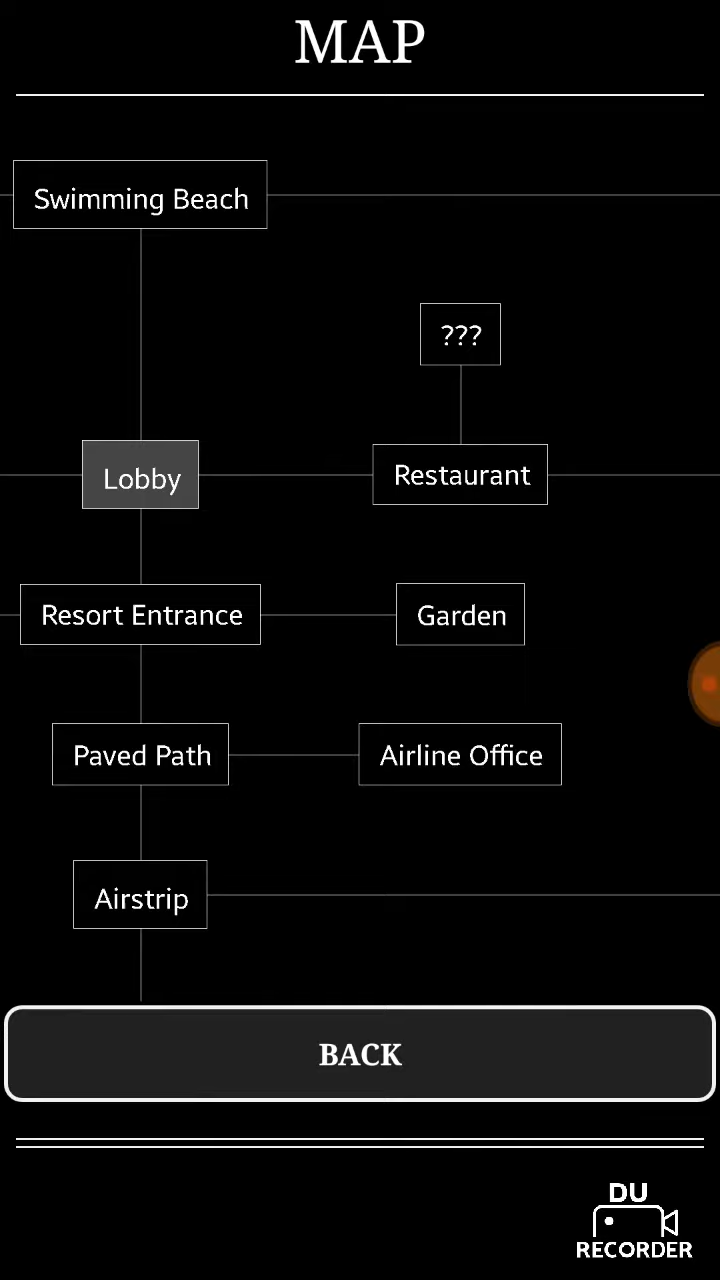 MAP
Swimming Beach
???
Lobby
Restaurant
Resort Entrance
Garden
Paved Path
Airline Office
Airstrip
BACK
DU
RECORDER